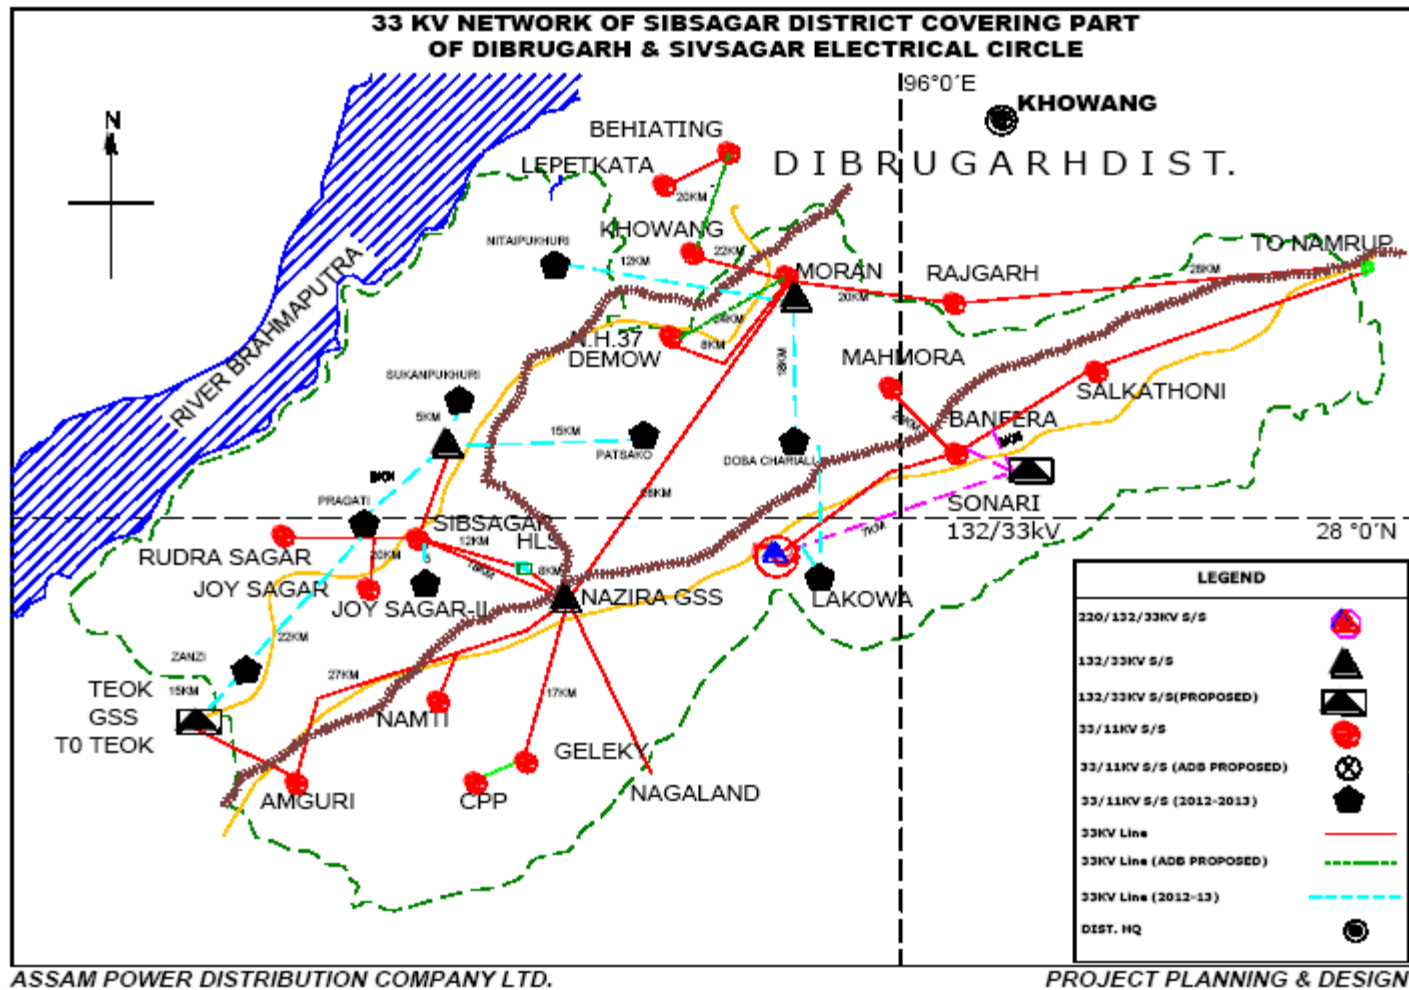 33 KV NETWORK OF SIBSAGAR DISTRICT COVERING PART
OF DIBRUGARH & SIVSAGAR ELECTRICAL CIRCLE
96°0´E
KHOWANG
N
BEHIATING
DIBRUGARHDIST.
LEPETKATA
20KM
KHOWANG
NITAIPUKHURI
22KM
12KM
TO NAMRUP
MORAN
RAJGARH
28KM
20KM
RIVER BRAHMAPUTRA
N.H.37
8KM
DEMOW
18KM
MAHMORA
SALKATHONI
SUKANPUKHURI
5KM
15KM
BANFERA
PATSAKO
DOBA CHARIALI
PRAGATI
SONARI
132/33kV
28 °0´N
7KM
SIBSAGAR
HLS
12KM
RUDRA SAGAR
20KM
8KM
JOY SAGAR
JOY SAGAR-II
NAZIRA GSS
LAKOWA
22KM
ZANZI
15KM
27KM
TEOK
GSS
T0 TEOK
17KM
NAMTI
GELEKY
AMGURI
CPP
NAGALAND
LEGEND
220/132/33KV S/S
132/33KV S/S
132/33KV S/S(PROPOSED)
33/11KV S/S
33/11KV S/S (ADB PROPOSED)
33/11KV S/S (2012-2013)
33KV Line
33KV Line (ADB PROPOSED)
33KV Line (2012-13)
DIST. HQ
ASSAM POWER DISTRIBUTION COMPANY LTD.
PROJECT PLANNING & DESIGN